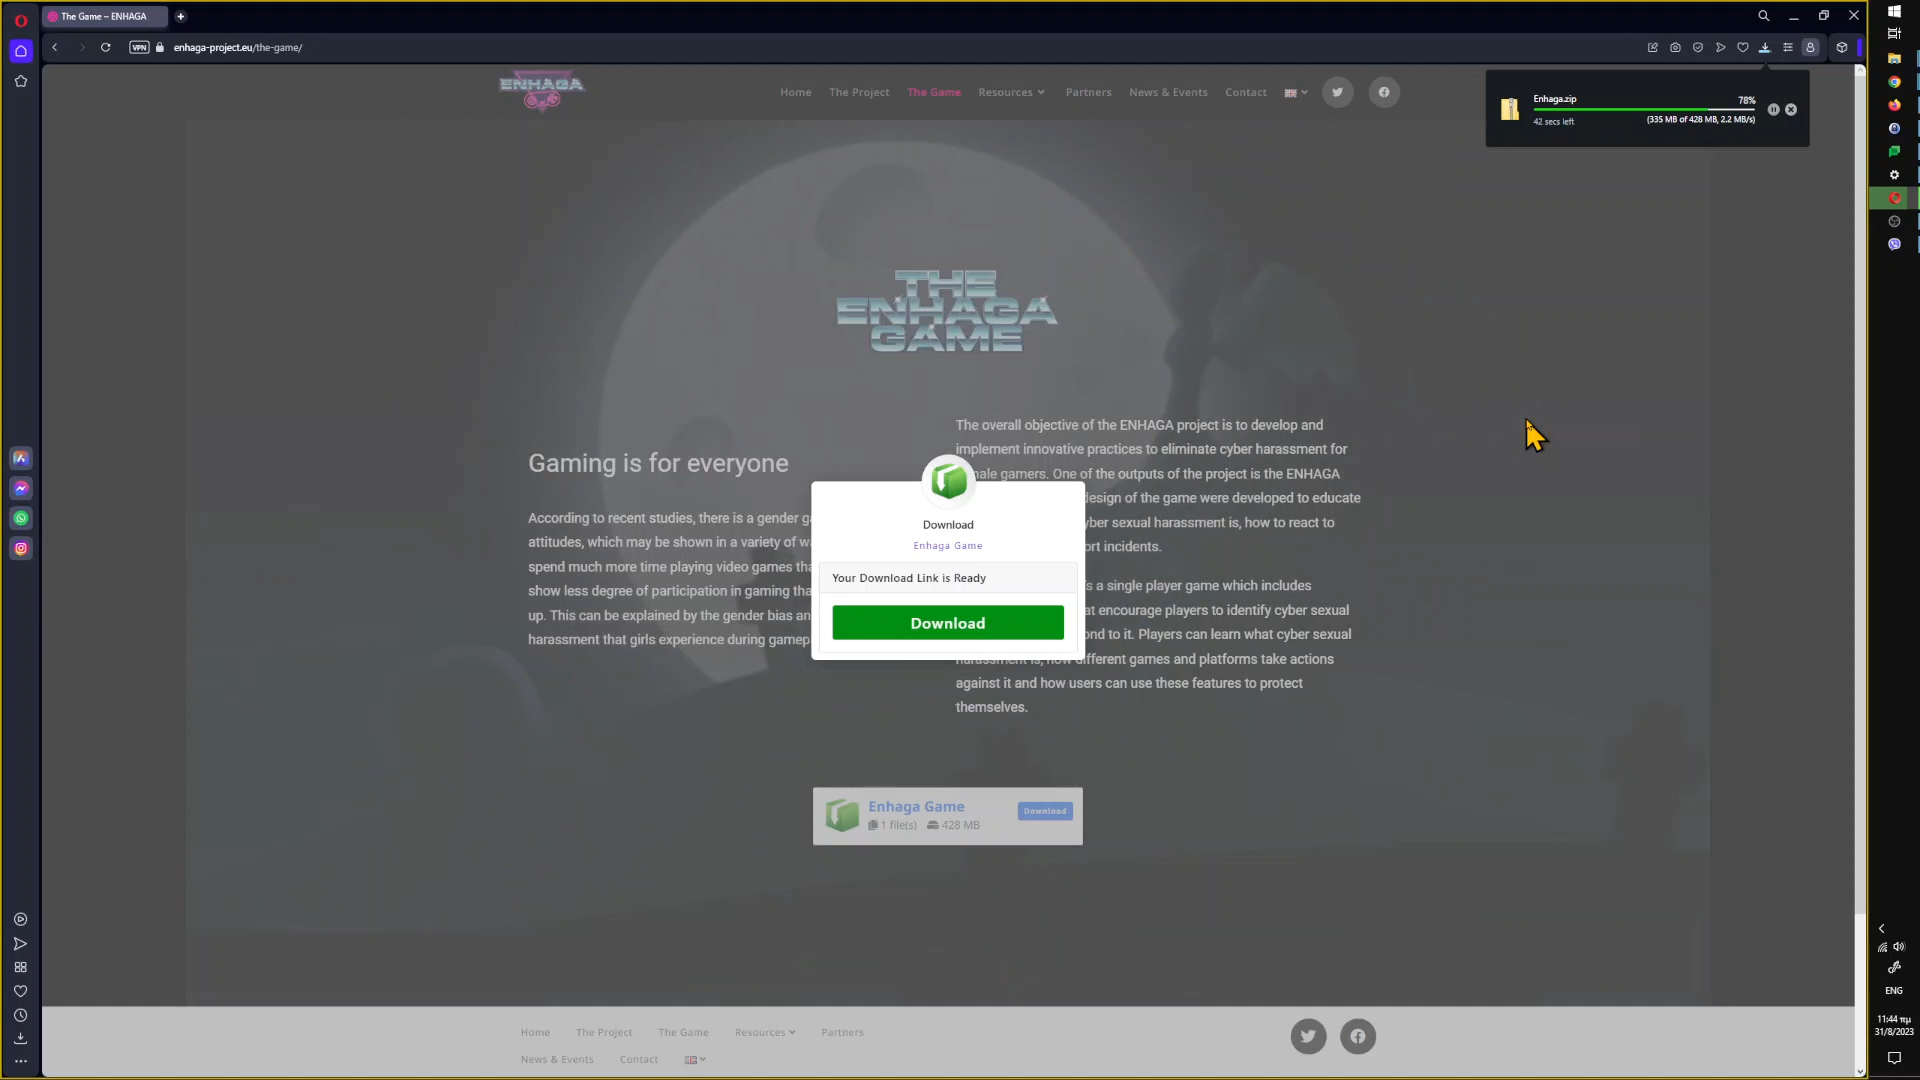 The Game – ENHAGA
VPN
enhaga-project.eu/the-game/
ENHAGA
Home The Project The Game Resources Partners News & Events Contact
Enhaga.zip
78%
42 secs left
(335 MB of 428 MB, 2.2 MB/s)
THE
ENHAGA
GAME
Gaming is for everyone
According to recent studies, there is a gender
attitudes, which may be shown in a variety of
spend much more time playing video games
show less degree of participation in gaming
up. This can be explained by the gender bias
harassment that girls experience during
The overall objective of the ENHAGA project is to develop and
implement innovative practices to eliminate cyber harassment for
gamers. One of the outputs of the project is the ENHAGA
design of the game were developed to educate
sexual harassment is, how to react to
incidents.
a single player game which includes
encourage players to identify cyber sexual
to it. Players can learn what cyber sexual
harassment is, how different games and platforms take actions
against it and how users can use these features to protect
themselves.
Download
Enhaga Game
Your Download Link is Ready
Download
Enhaga Game
1 file(s) 428 MB
Download
Home The Project The Game Resources Partners
News & Events Contact
ENG
11:44 πμ
31/8/2023